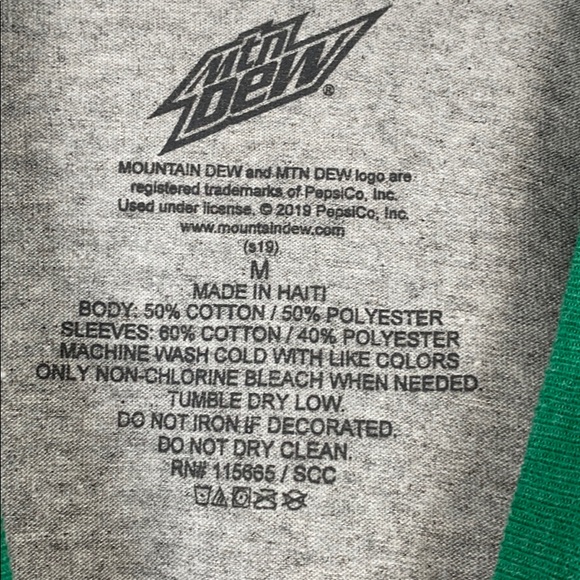 mtn
DEW®
MOUNTAIN DEW and MTN DEW logo are
registered trademarks of PepsiCo, Inc.
Used under license. © 2019 PepsiCo, Inc.
www.mountaindew.com
(s19)
M
MADE IN HAITI
BODY: 50% COTTON / 50% POLYESTER
SLEEVES: 60% COTTON / 40% POLYESTER
MACHINE WASH COLD WITH LIKE COLORS
ONLY NON-CHLORINE BLEACH WHEN NEEDED.
TUMBLE DRY LOW.
DO NOT IRON IF DECORATED.
DO NOT DRY CLEAN.
RN# 115665 / SCC